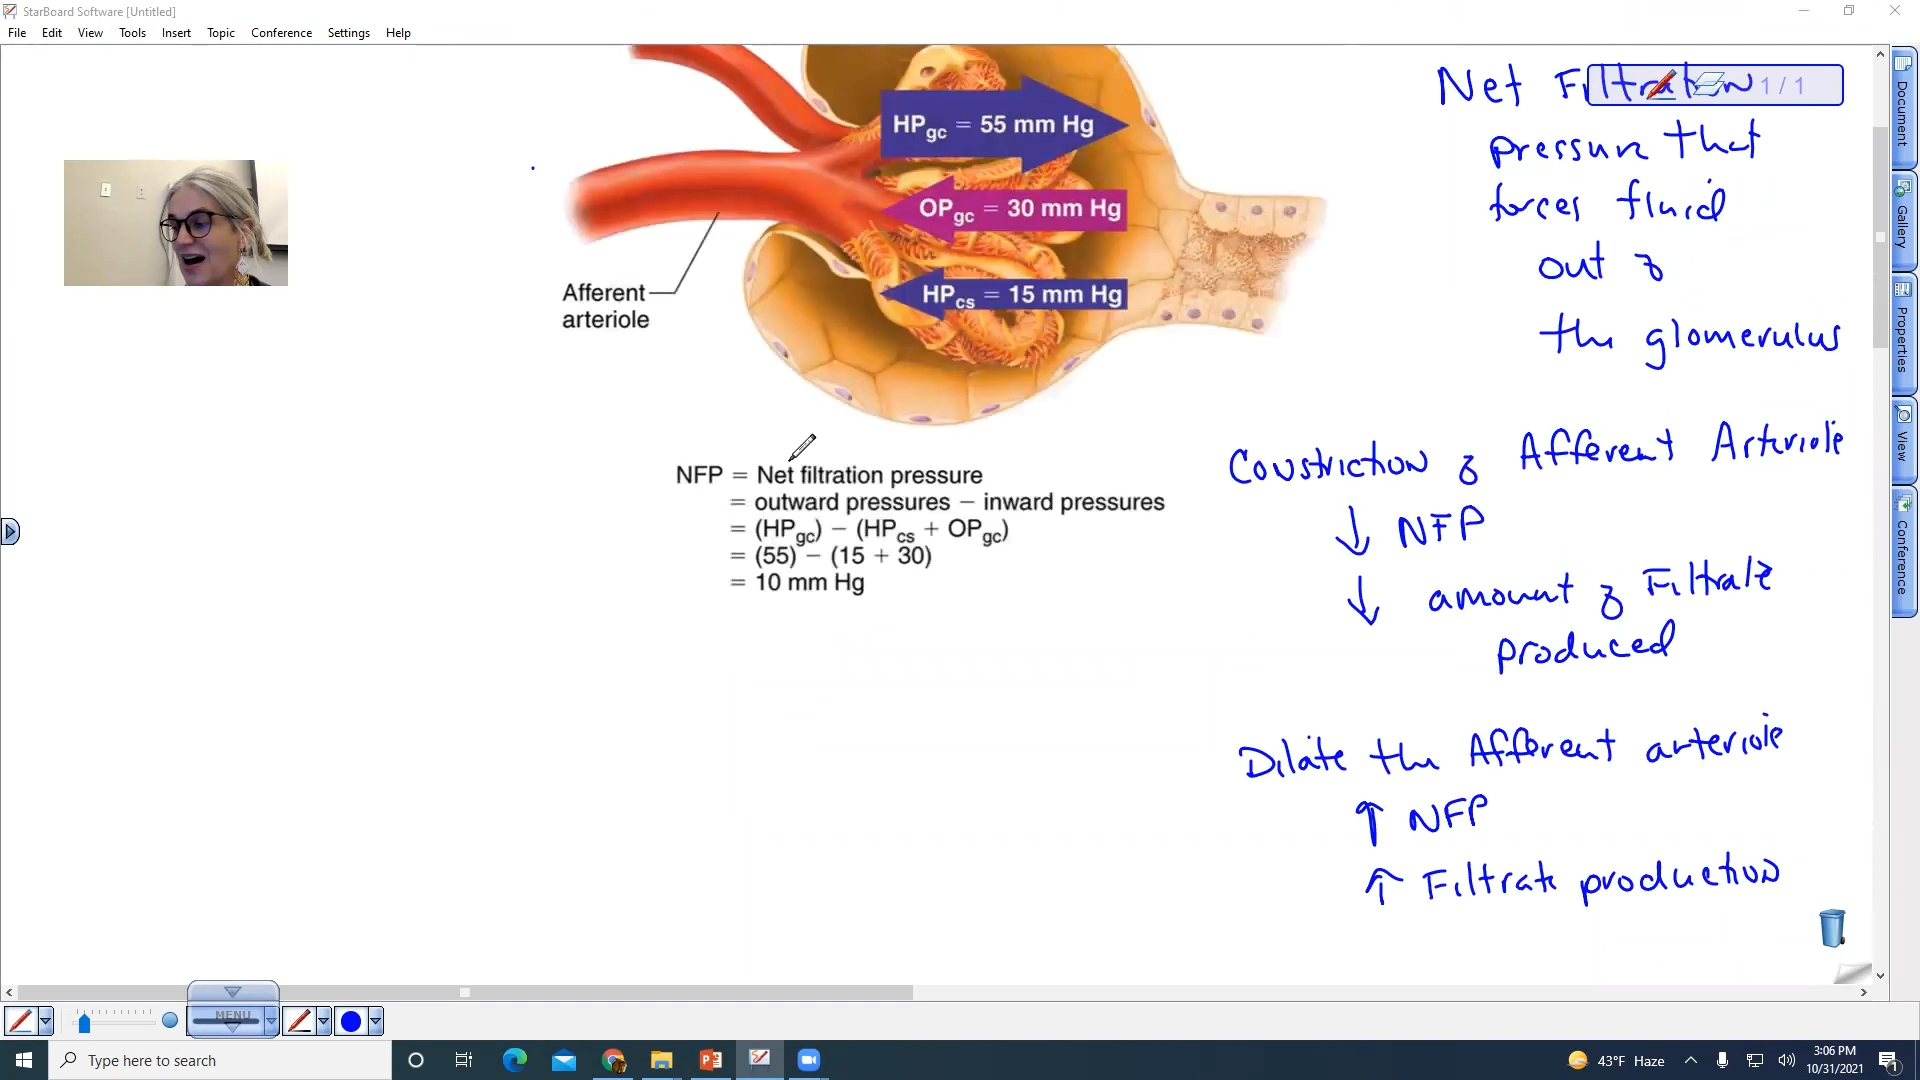 StarBoard Software [Untitled]
File Edit View Tools Insert Topic Conference Settings Help
HPgc = 55 mm Hg
OPgc = 30 mm Hg
HPcs = 15 mm Hg
Afferent
arteriole
NFP = Net filtration pressure
= outward pressures − inward pressures
= (HPgc) − (HPcs + OPgc)
= (55) − (15 + 30)
= 10 mm Hg
Net Filtration
1 / 1
pressure that
forces fluid
out of
the glomerulus
Constriction of Afferent Arteriole
↓ NFP
↓ amount of Filtrate
produced
Dilate the Afferent arteriole
↑ NFP
↑ Filtrate production
Document
Gallery
Properties
View
Conference
MENU
Type here to search
43°F Haze
3:06 PM
10/31/2021
1